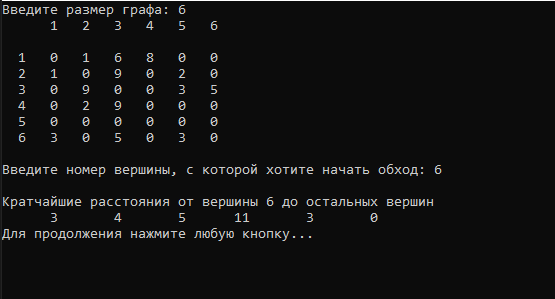 Введите размер графа: 6
1 2 3 4 5 6
1 0 1 6 8 0 0
2 1 0 9 0 2 0
3 0 9 0 0 3 5
4 0 2 9 0 0 0
5 0 0 0 0 0 0
6 3 0 5 0 3 0
Введите номер вершины, с которой хотите начать обход: 6
Кратчайшие расстояния от вершины 6 до остальных вершин
3 4 5 11 3 0
Для продолжения нажмите любую кнопку...